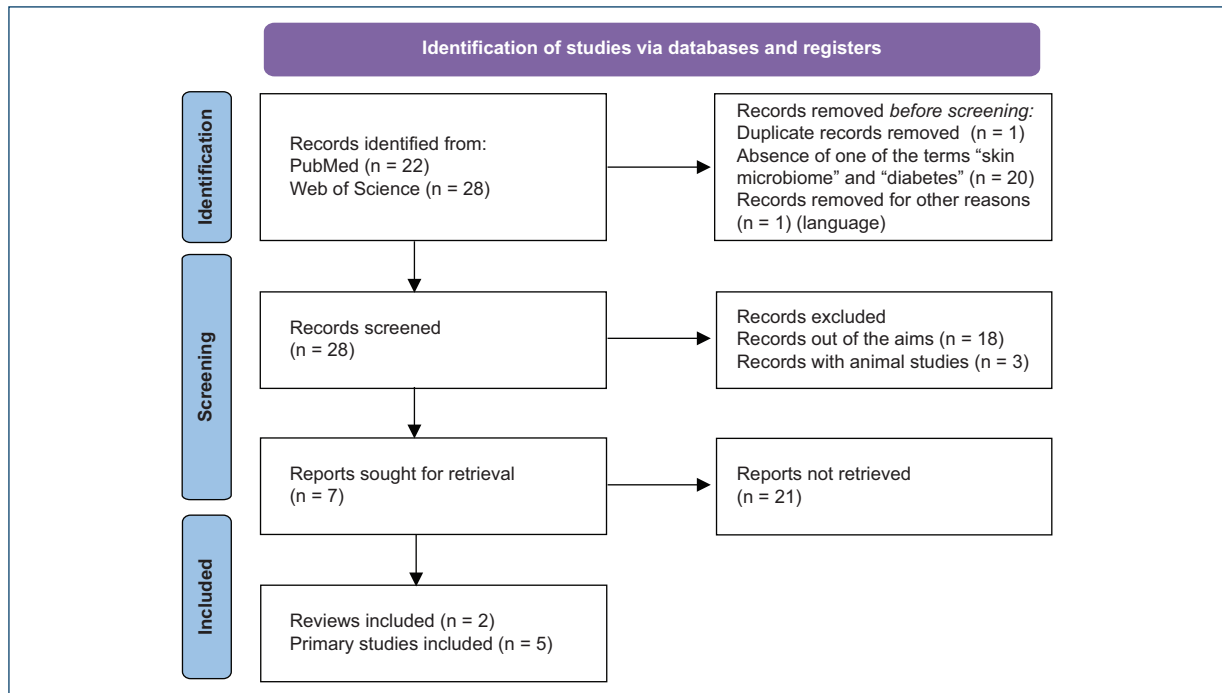 Identification of studies via databases and registers
Identification
Records identified from:
PubMed (n = 22)
Web of Science (n = 28)
Records removed before screening:
Duplicate records removed (n = 1)
Absence of one of the terms “skin
microbiome” and “diabetes” (n = 20)
Records removed for other reasons
(n = 1) (language)
Screening
Records screened
(n = 28)
Records excluded
Records out of the aims (n = 18)
Records with animal studies (n = 3)
Reports sought for retrieval
(n = 7)
Reports not retrieved
(n = 21)
Included
Reviews included (n = 2)
Primary studies included (n = 5)